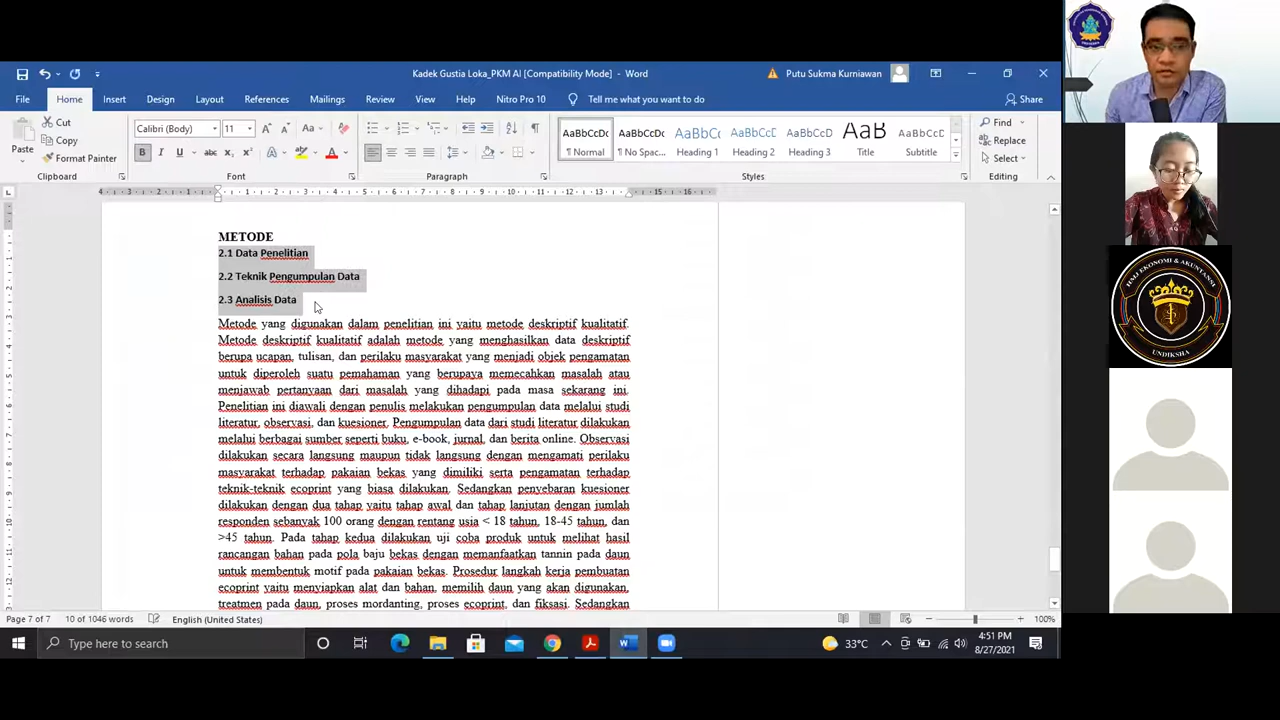 Kadek Gustia Loka_PKM AI [Compatibility Mode] - Word
Putu Sukma Kurniawan
File Home Insert Design Layout References Mailings Review View Help Nitro Pro 10 Tell me what you want to do Share
Paste
Cut
Copy
Format Painter
Calibri (Body) 11
AaBbCcDc AaBbCcDc AaBbCc AaBbCcC AaBbCcD AaB AaBbCcD
¶ Normal ¶ No Spac... Heading 1 Heading 2 Heading 3 Title Subtitle
Find
Replace
Select
Clipboard Font Paragraph Styles Editing
METODE
2.1 Data Penelitian
2.2 Teknik Pengumpulan Data
2.3 Analisis Data
Metode yang digunakan dalam penelitian ini yaitu metode deskriptif kualitatif.
Metode deskriptif kualitatif adalah metode yang menghasilkan data deskriptif
berupa ucapan, tulisan, dan perilaku masyarakat yang menjadi objek pengamatan
untuk diperoleh suatu pemahaman yang berupaya memecahkan masalah atau
menjawab pertanyaan dari masalah yang dihadapi pada masa sekarang ini.
Penelitian ini diawali dengan penulis melakukan pengumpulan data melalui studi
literatur, observasi, dan kuesioner. Pengumpulan data dari studi literatur dilakukan
melalui berbagai sumber seperti buku, e-book, jurnal, dan berita online. Observasi
dilakukan secara langsung maupun tidak langsung dengan mengamati perilaku
masyarakat terhadap pakaian bekas yang dimiliki serta pengamatan terhadap
teknik-teknik ecoprint yang biasa dilakukan. Sedangkan penyebaran kuesioner
dilakukan dengan dua tahap yaitu tahap awal dan tahap lanjutan dengan jumlah
responden sebanyak 100 orang dengan rentang usia < 18 tahun, 18-45 tahun, dan
>45 tahun. Pada tahap kedua dilakukan uji coba produk untuk melihat hasil
rancangan bahan pada pola baju bekas dengan memanfaatkan tannin pada daun
untuk membentuk motif pada pakaian bekas. Prosedur langkah kerja pembuatan
ecoprint yaitu menyiapkan alat dan bahan, memilih daun yang akan digunakan,
treatmen pada daun, proses mordanting, proses ecoprint, dan fiksasi. Sedangkan
Page 7 of 7 10 of 1046 words English (United States) 100%
Type here to search
33°C
4:51 PM
8/27/2021
HMJ EKONOMI & AKUNTANSI
UNDIKSHA